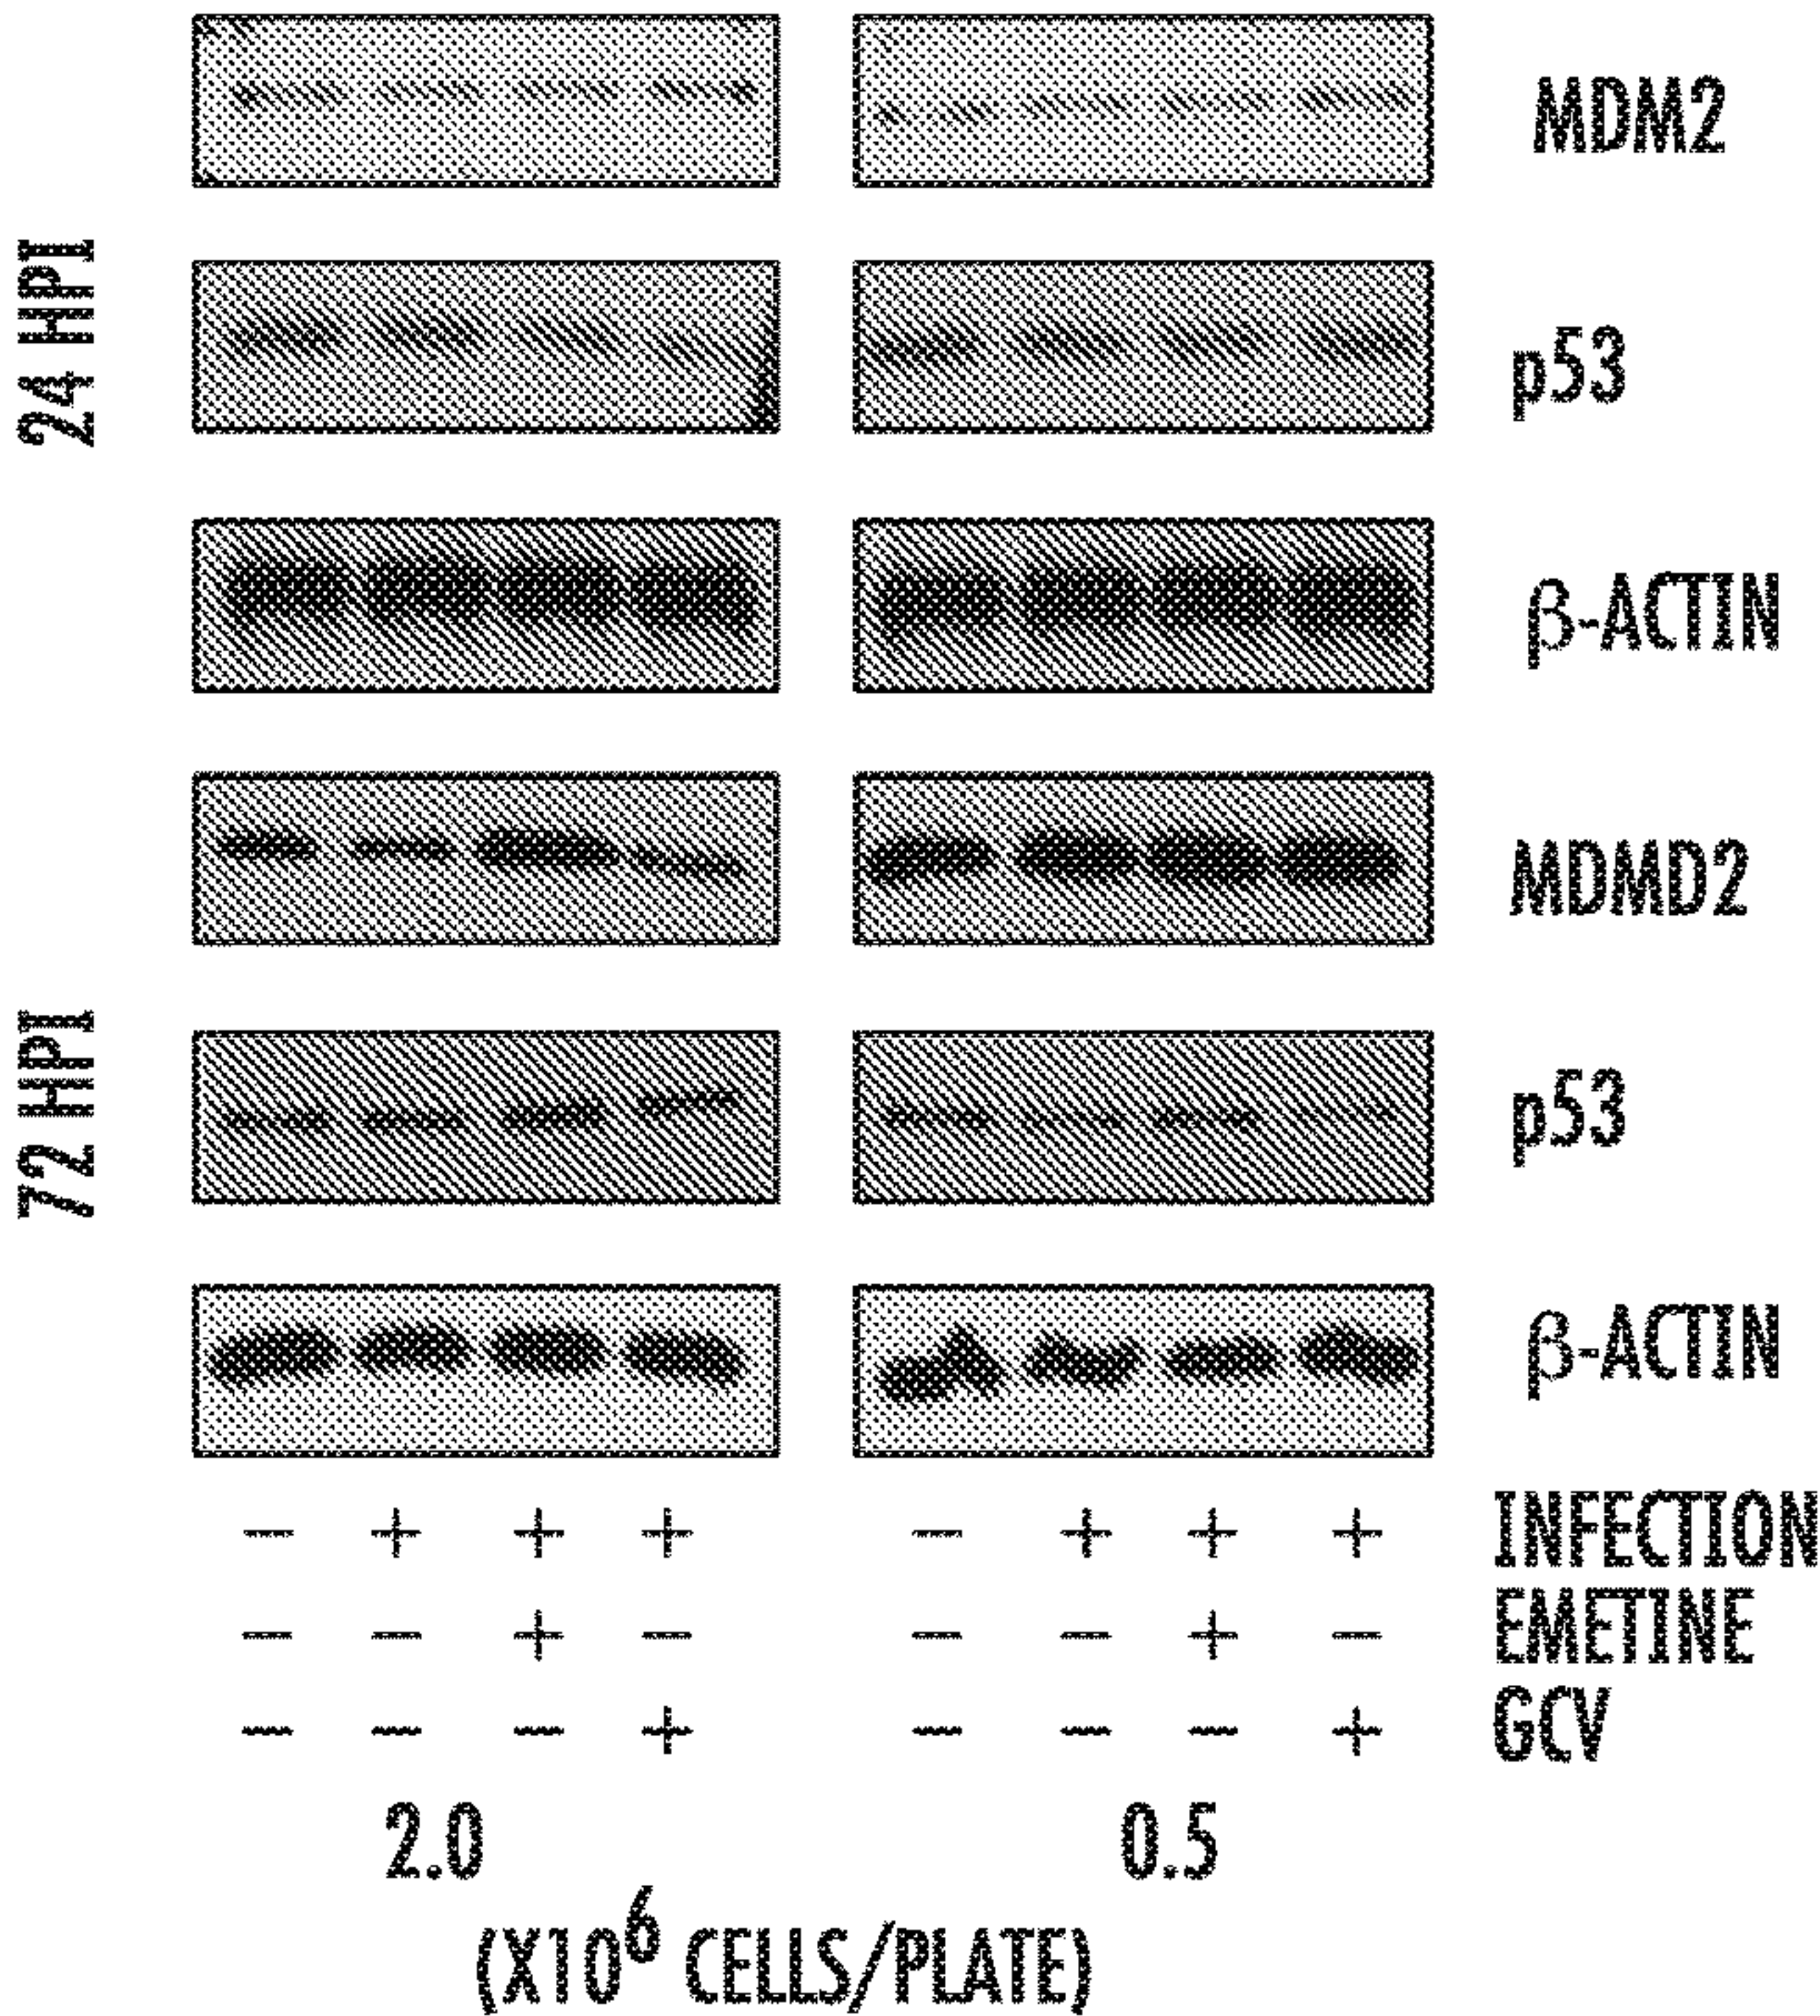 24 HPI
MDM2
p53
β-ACTIN
72 HPI
MDMD2
p53
β-ACTIN
− + + + − + + + INFECTION
− − + − − − + − EMETINE
− − − + − − − + GCV
2.0 0.5
(X10⁶ CELLS/PLATE)